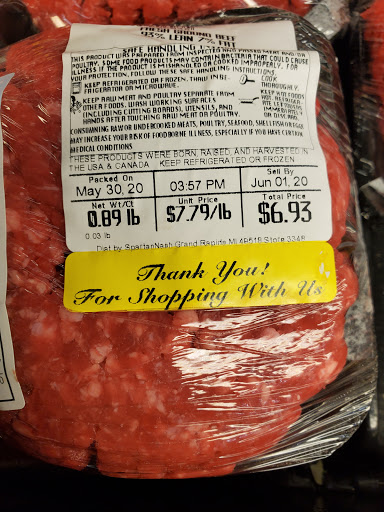 FRESH GROUND BEEF
93% LEAN 7% FAT
SAFE HANDLING
THIS PRODUCT WAS PREPARED FROM INSPECTED AND PASSED MEAT AND/OR
POULTRY. SOME FOOD PRODUCTS MAY CONTAIN BACTERIA THAT COULD CAUSE
ILLNESS IF THE PRODUCT IS MISHANDLED OR COOKED IMPROPERLY. FOR
YOUR PROTECTION, FOLLOW THESE SAFE HANDLING INSTRUCTIONS.
KEEP REFRIGERATED OR FROZEN. THAW IN RE-
FRIGERATOR OR MICROWAVE.
COOK
THOROUGHLY.
KEEP RAW MEAT AND POULTRY SEPARATE FROM
OTHER FOODS. WASH WORKING SURFACES
(INCLUDING CUTTING BOARDS), UTENSILS, AND
HANDS AFTER TOUCHING RAW MEAT OR POULTRY.
KEEP HOT
CONSUMING RAW OR UNDERCOOKED MEATS, POULTRY, SEAFOOD, SHELLFISH OR EGGS
MAY INCREASE YOUR RISK OF FOOD BORNE ILLNESS, ESPECIALLY IF YOU HAVE CERTAIN
MEDICAL CONDITIONS
THESE PRODUCTS WERE BORN, RAISED, AND HARVESTED IN
THE USA & CANADA KEEP REFRIGERATED OR FROZEN
Packed On
May 30, 20
03:57 PM
Sell By
Jun 01, 20
Net Wt/Ct
0.89 lb
Unit Price
$7.79/lb
Total Price
$6.93
0.03 lb
Dist by SpartanNash Grand Rapids MI 49518 Store 3348
Thank You!
For Shopping With Us